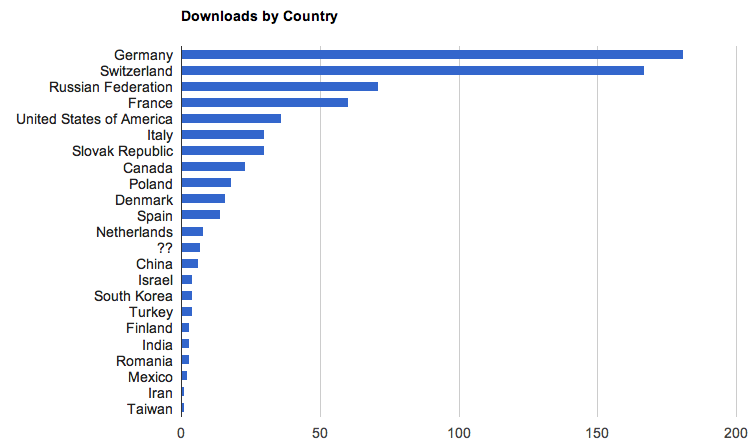 Downloads by Country
Germany
Switzerland
Russian Federation
France
United States of America
Italy
Slovak Republic
Canada
Poland
Denmark
Spain
Netherlands
??
China
Israel
South Korea
Turkey
Finland
India
Romania
Mexico
Iran
Taiwan
0 50 100 150 200